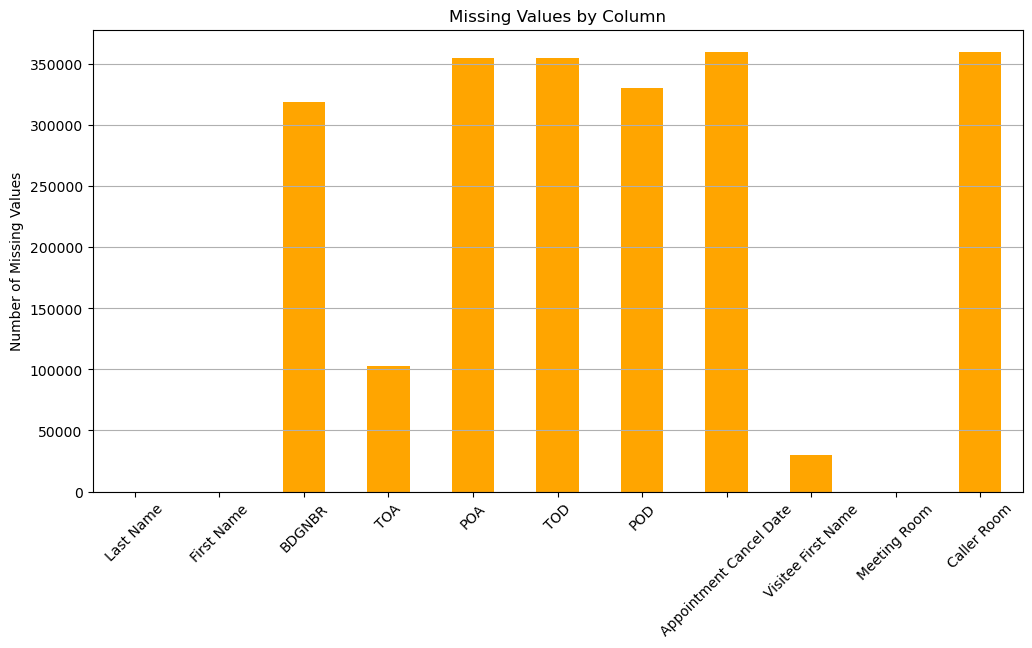 Missing Values by Column
Number of Missing Values
350000
300000
250000
200000
150000
100000
50000
0
Last Name
First Name
BDGNBR
TOA
POA
TOD
POD
Appointment Cancel Date
Visitee First Name
Meeting Room
Caller Room